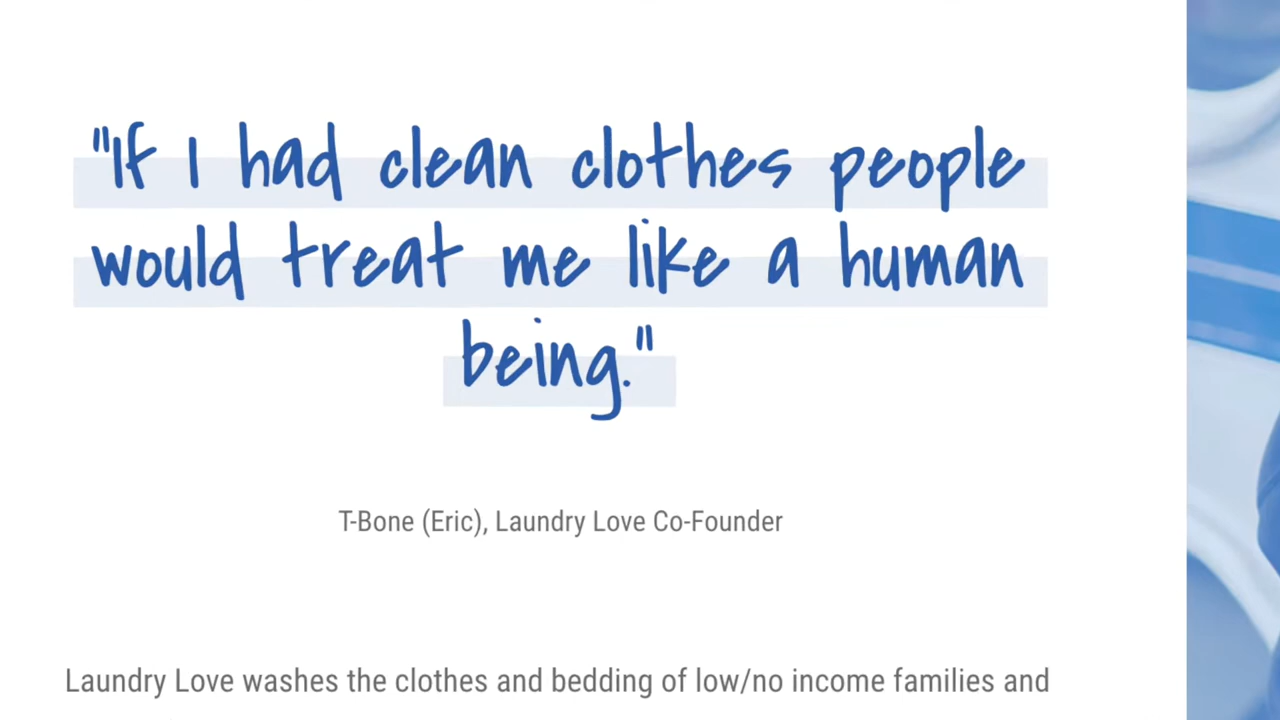 "If I had clean clothes people
would treat me like a human
being."
T-Bone (Eric), Laundry Love Co-Founder
Laundry Love washes the clothes and bedding of low/no income families and